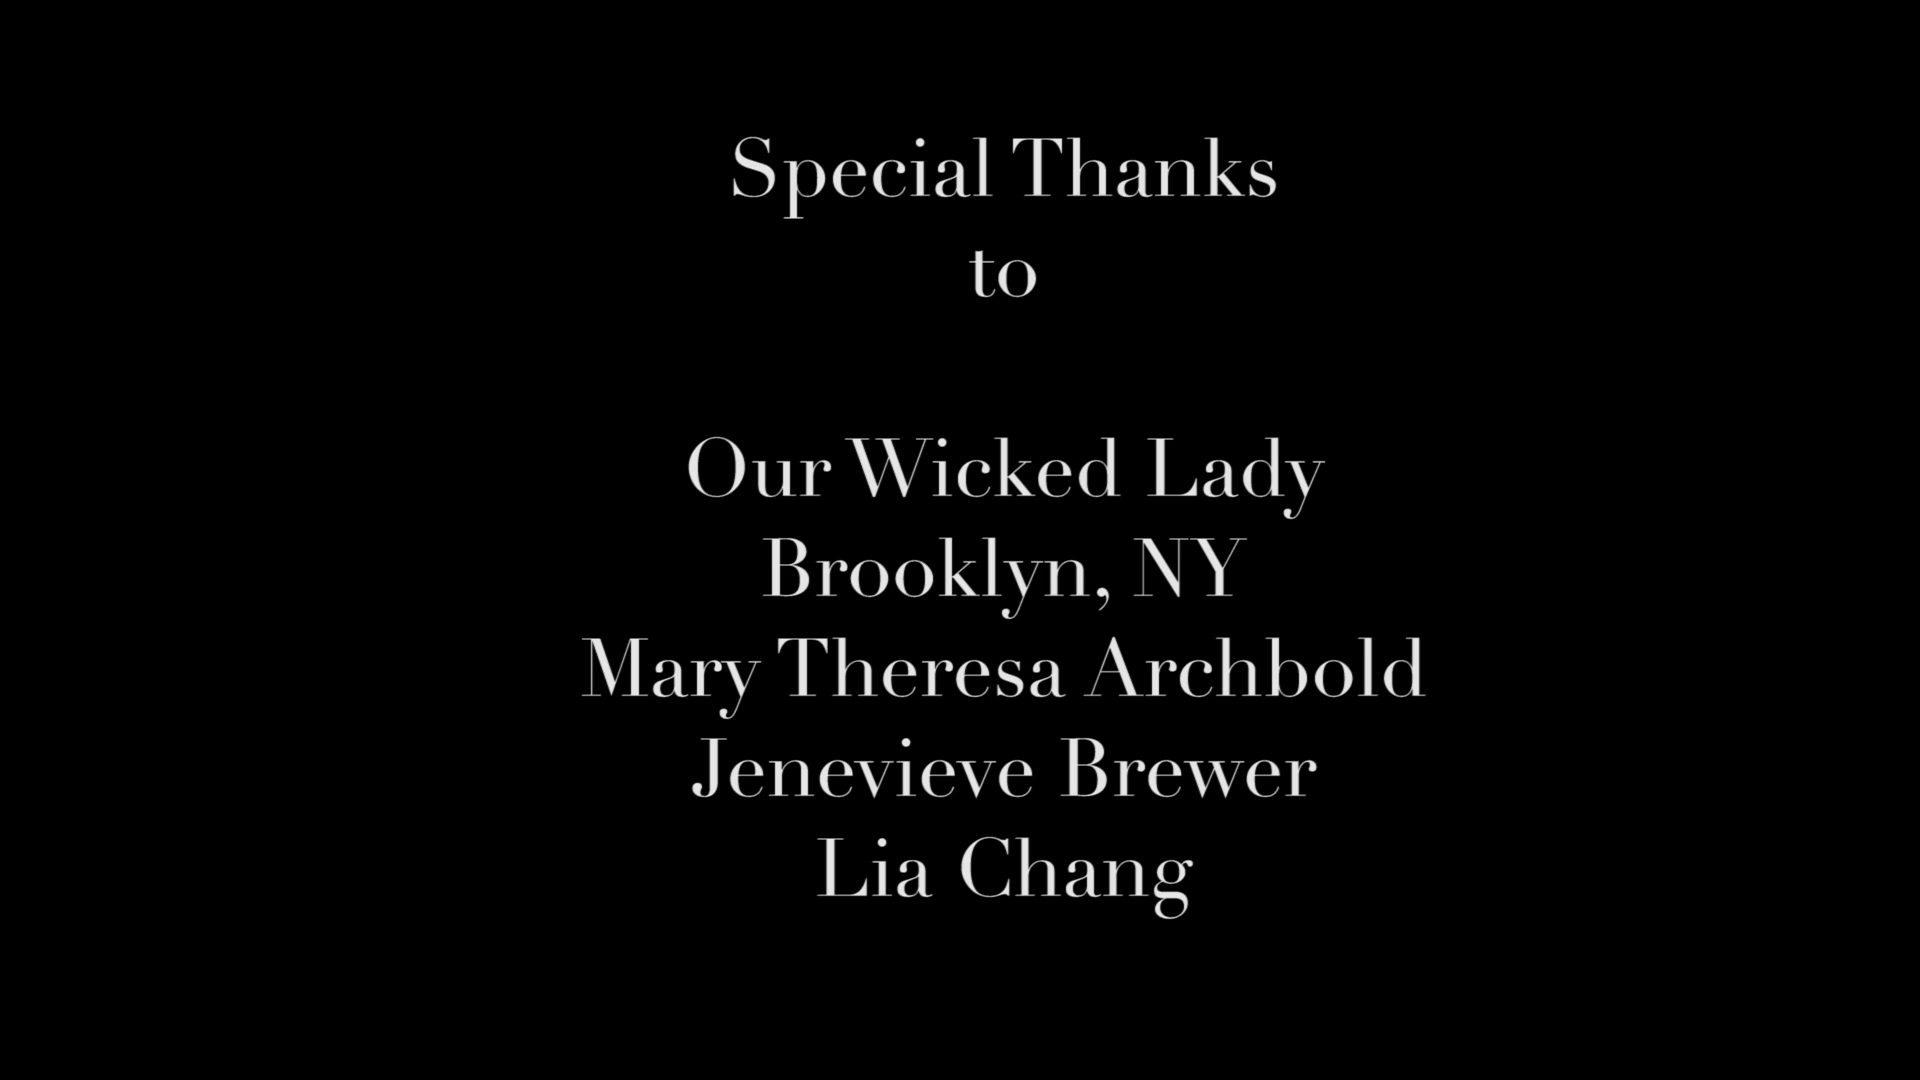 Special Thanks
to
Our Wicked Lady
Brooklyn, NY
Mary Theresa Archbold
Jenevieve Brewer
Lia Chang